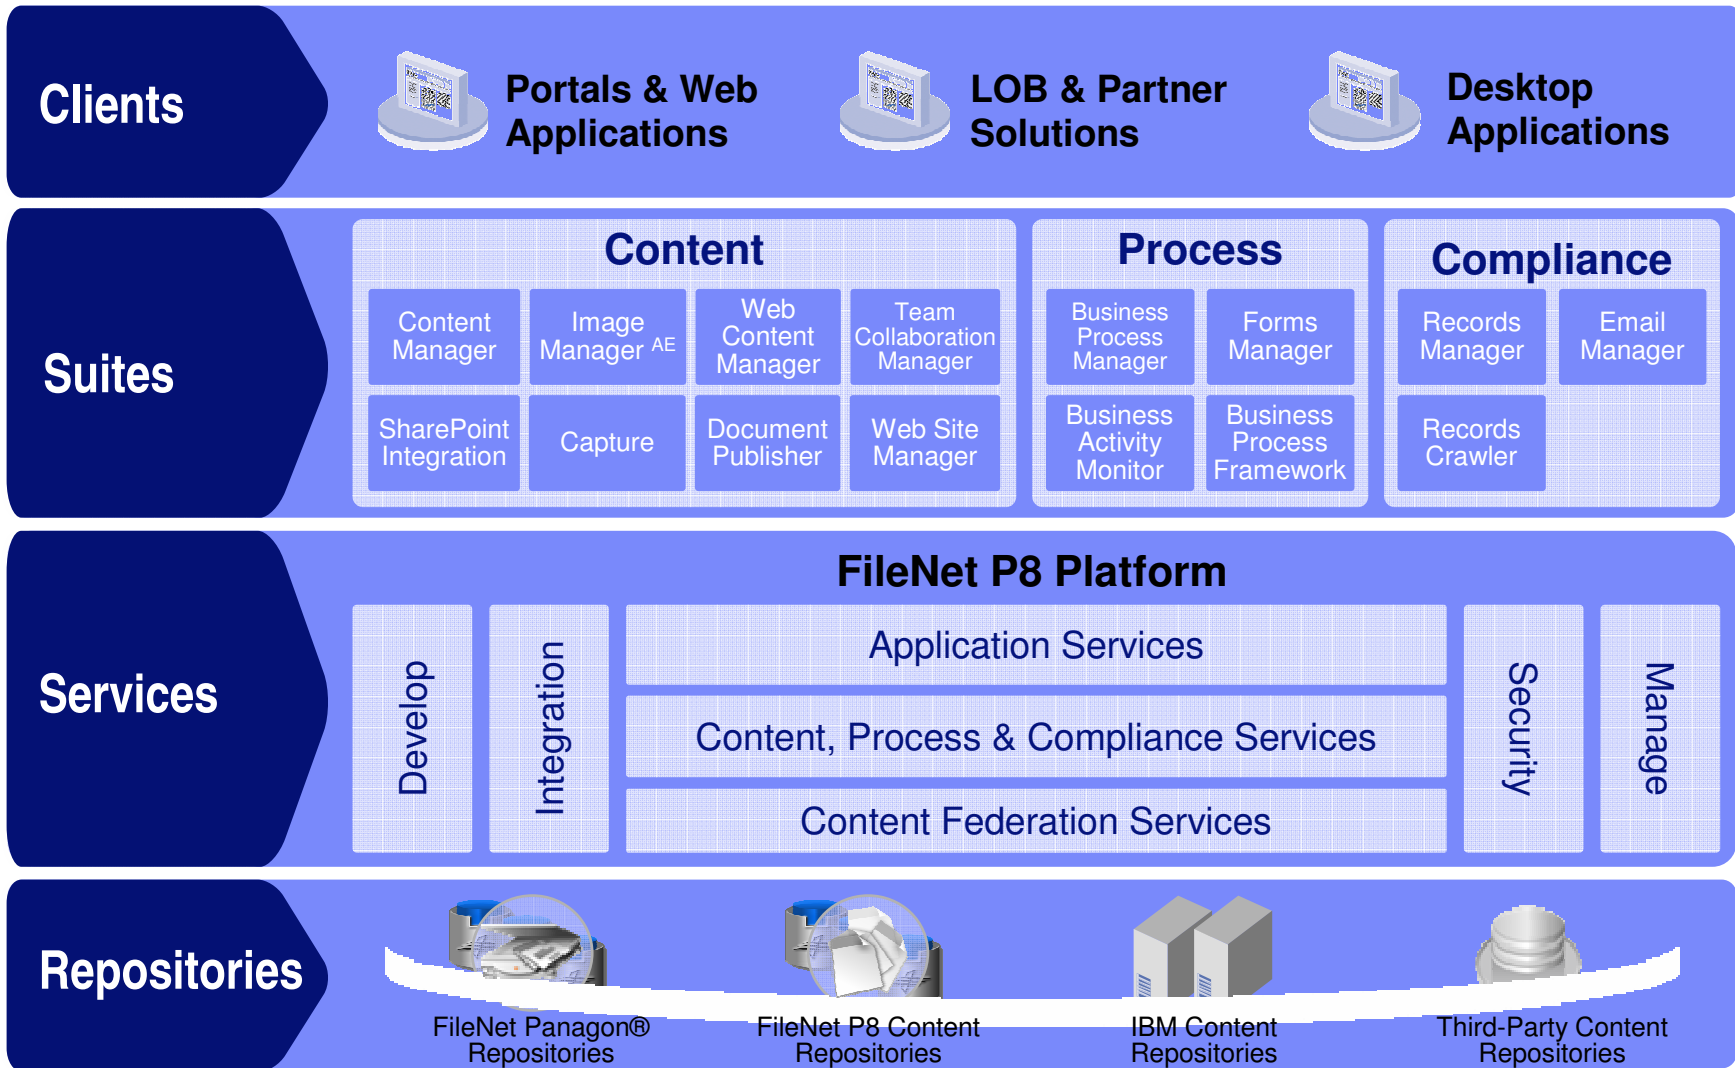 Clients
Portals & Web
Applications
LOB & Partner
Solutions
Desktop
Applications
Suites
Content
Content
Manager
Image
Manager AE
Web
Content
Manager
Team
Collaboration
Manager
SharePoint
Integration
Capture
Document
Publisher
Web Site
Manager
Process
Business
Process
Manager
Forms
Manager
Business
Activity
Monitor
Business
Process
Framework
Compliance
Records
Manager
Email
Manager
Records
Crawler
Services
FileNet P8 Platform
Develop
Integration
Application Services
Content, Process & Compliance Services
Content Federation Services
Security
Manage
Repositories
FileNet Panagon®
Repositories
FileNet P8 Content
Repositories
IBM Content
Repositories
Third-Party Content
Repositories